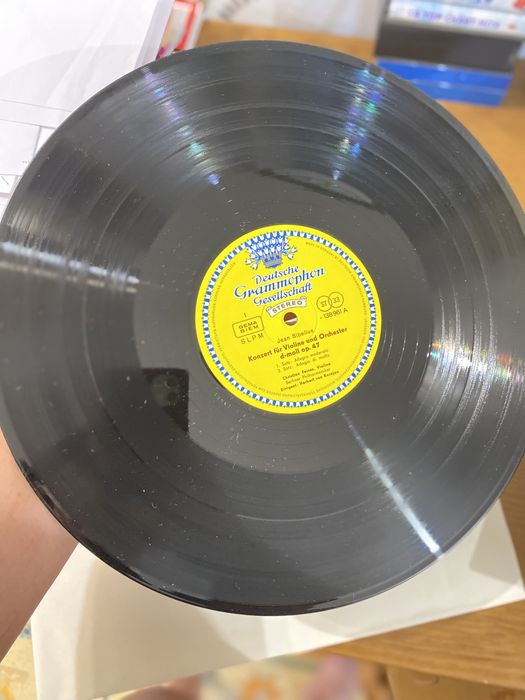 Deutsche
Grammophon
Gesellschaft
STEREO
1.
GEMA
BIEM
SLPM
ST 33
138 961 A
Jean Sibelius
Konzert für Violine und Orchester
d-moll op. 47
1. Satz: Allegro moderato
2. Satz: Adagio di molto
Christian Ferras, Violine
Berliner Philharmoniker
Dirigent: Herbert von Karajan